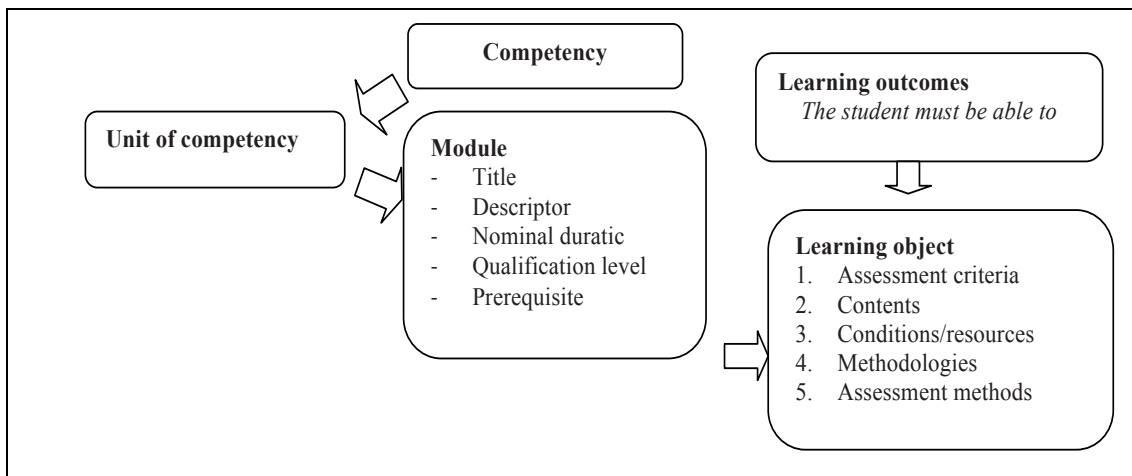 Competency
Unit of competency
Module
- Title
- Descriptor
- Nominal duratic
- Qualification level
- Prerequisite
Learning outcomes
The student must be able to
Learning object
1. Assessment criteria
2. Contents
3. Conditions/resources
4. Methodologies
5. Assessment methods